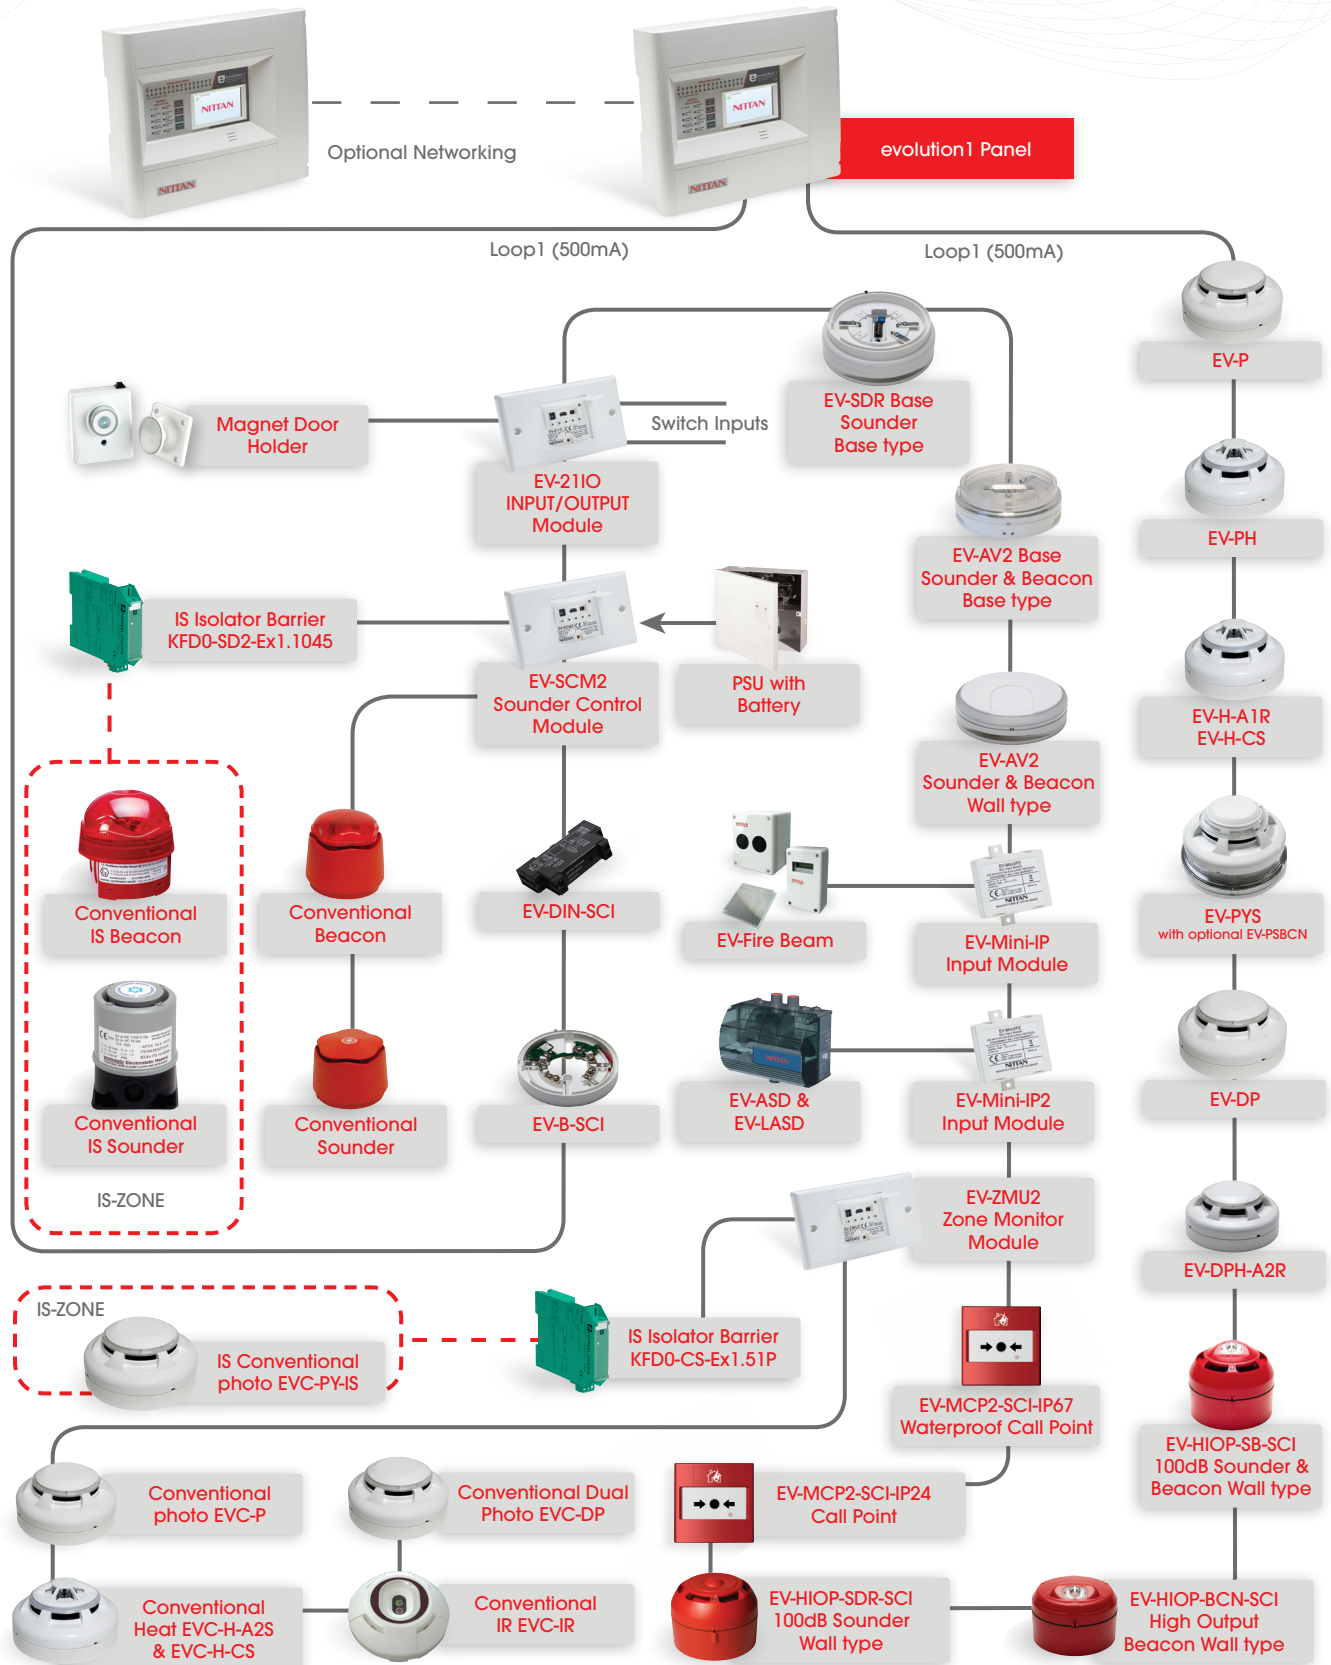 NITTAN
NITTAN
NITTAN
NITTAN
Optional Networking
evolution1 Panel
Loop1 (500mA)
Loop1 (500mA)
EV-P
Magnet Door
Holder
Switch Inputs
EV-SDR Base
Sounder
Base type
EV-21IO
INPUT/OUTPUT
Module
EV-PH
EV-AV2 Base
Sounder & Beacon
Base type
IS Isolator Barrier
KFD0-SD2-Ex1.1045
EV-SCM2
Sounder Control
Module
PSU with
Battery
EV-H-A1R
EV-H-CS
EV-AV2
Sounder & Beacon
Wall type
Conventional
IS Beacon
Conventional
Beacon
EV-DIN-SCI
EV-Fire Beam
NITTAN
EV-Mini-IP
Input Module
EV-PYS
with optional EV-PSBCN
Conventional
IS Sounder
IS-ZONE
Conventional
Sounder
EV-B-SCI
NITTAN
EV-ASD &
EV-LASD
NITTAN
EV-Mini-IP2
Input Module
EV-DP
EV-ZMU2
Zone Monitor
Module
EV-DPH-A2R
IS-ZONE
IS Conventional
photo EVC-PY-IS
IS Isolator Barrier
KFD0-CS-Ex1.51P
EV-MCP2-SCI-IP67
Waterproof Call Point
EV-HIOP-SB-SCI
100dB Sounder &
Beacon Wall type
Conventional
photo EVC-P
Conventional Dual
Photo EVC-DP
EV-MCP2-SCI-IP24
Call Point
Conventional
Heat EVC-H-A2S
& EVC-H-CS
Conventional
IR EVC-IR
EV-HIOP-SDR-SCI
100dB Sounder
Wall type
EV-HIOP-BCN-SCI
High Output
Beacon Wall type